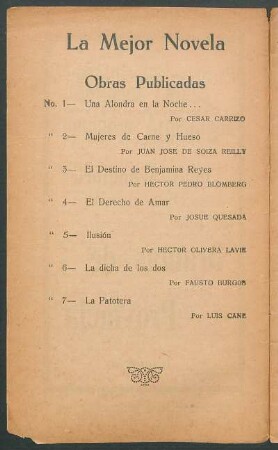 La Mejor Novela
Obras Publicadas
No. 1— Una Alondra en la Noche...
Por CESAR CARRIZO
" 2— Mujeres de Carne y Hueso
Por JUAN JOSE DE SOIZA REILLY
" 3— El Destino de Benjamina Reyes
Por HECTOR PEDRO BLOMBERG
" 4— El Derecho de Amar
Por JOSUE QUESADA
" 5— Ilusión
Por HECTOR OLIVERA LAVIE
" 6— La dicha de los dos
Por FAUSTO BURGOS
" 7— La Patotera
Por LUIS CANE